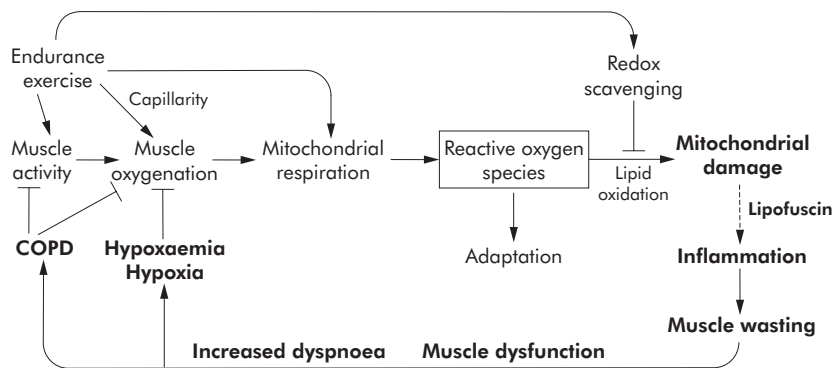 Endurance
exercise
Redox
scavenging
Capillarity
Muscle
activity
Muscle
oxygenation
Mitochondrial
respiration
Reactive oxygen
species
Lipid
oxidation
Mitochondrial
damage
Lipofuscin
COPD
Hypoxaemia
Hypoxia
Adaptation
Inflammation
Muscle wasting
Increased dyspnoea
Muscle dysfunction